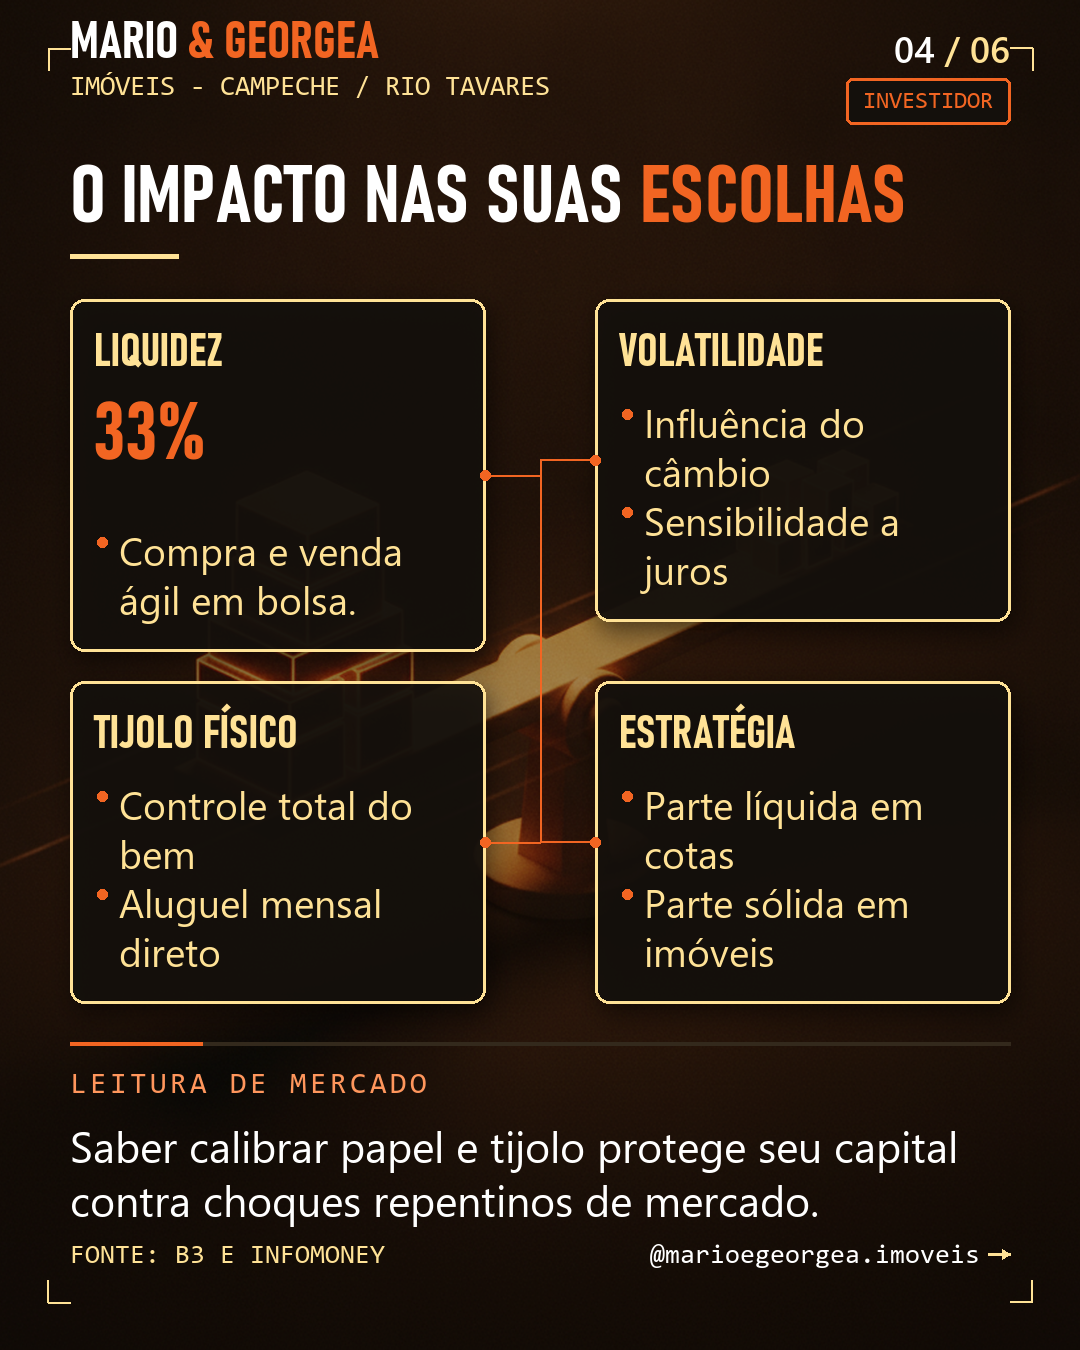 MARIO & GEORGEA
IMÓVEIS - CAMPECHE / RIO TAVARES
04 / 06
INVESTIDOR
O IMPACTO NAS SUAS ESCOLHAS
LIQUIDEZ
33%
• Compra e venda
ágil em bolsa.
VOLATILIDADE
• Influência do
câmbio
• Sensibilidade a
juros
TIJOLO FÍSICO
• Controle total do
bem
• Aluguel mensal
direto
ESTRATÉGIA
• Parte líquida em
cotas
• Parte sólida em
imóveis
LEITURA DE MERCADO
Saber calibrar papel e tijolo protege seu capital
contra choques repentinos de mercado.
FONTE: B3 E INFOMONEY
@marioegeorgea.imoveis →